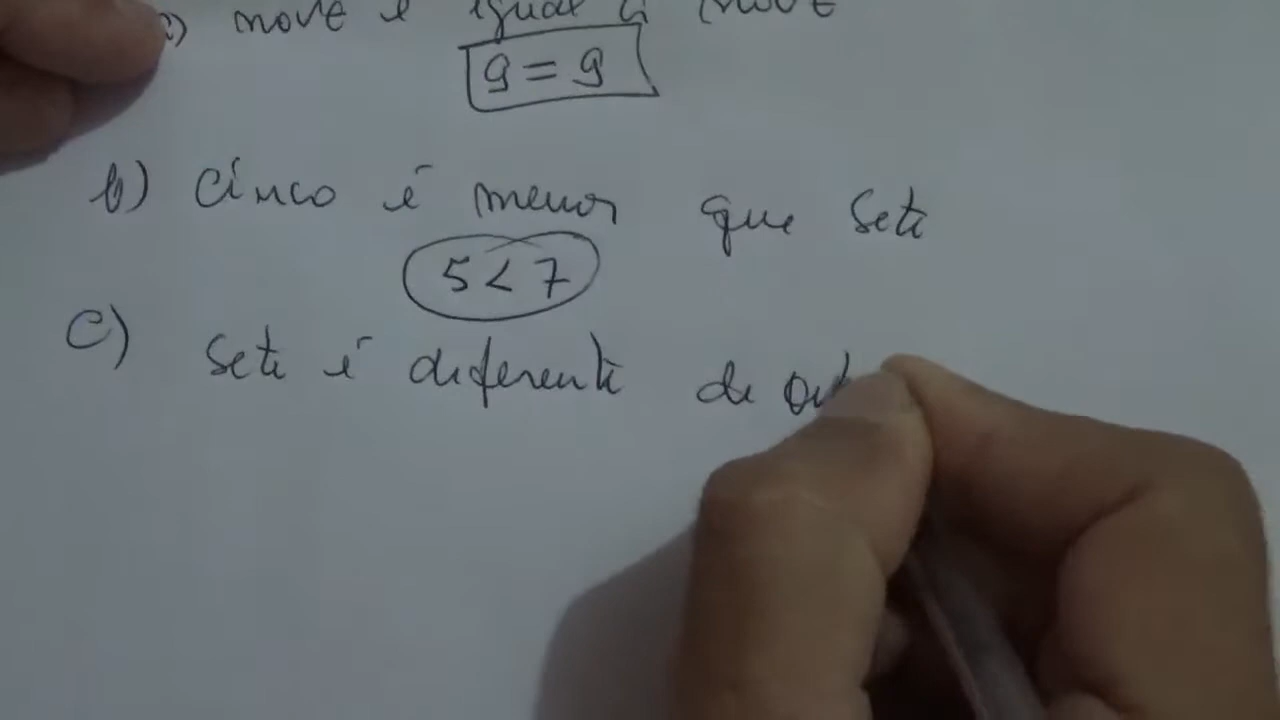 a) nove é igual a nove
9 = 9
b) Cinco é menor que Sete
5 < 7
c) Sete é diferente de